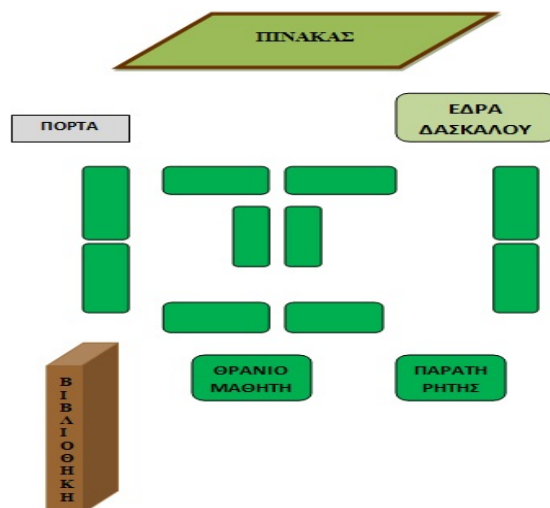 ΠΙΝΑΚΑΣ
ΠΟΡΤΑ
ΕΔΡΑ
ΔΑΣΚΑΛΟΥ
ΘΡΑΝΙΟ
ΜΑΘΗΤΗ
ΠΑΡΑΤΗ
ΡΗΤΗΣ
ΒΙΒΛΙΟΘΗΚΗ